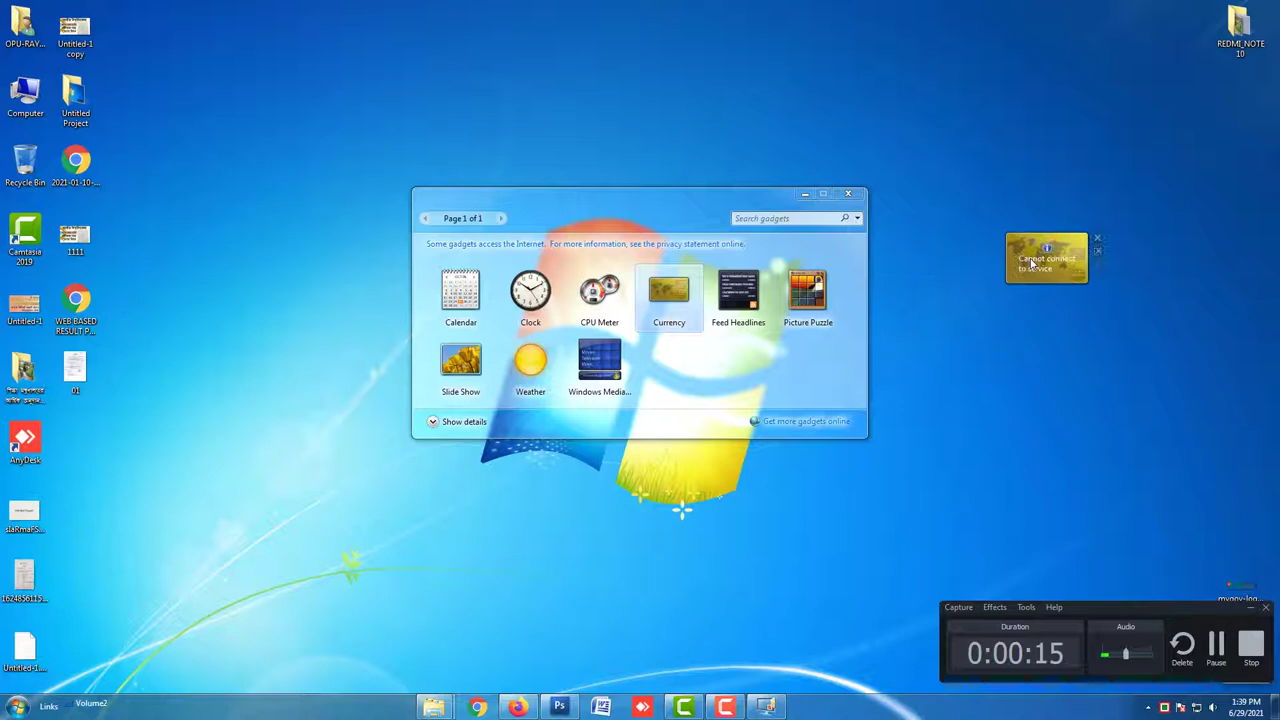 OPU-RAY...
Untitled-1
copy
REDMI_NOTE
10
Computer
Untitled
Project
Recycle Bin
2021-01-10-...
Camtasia
2019
1111
Untitled-1
WEB BASED
RESULT P...
01
AnyDesk
1624856115...
Untitled-1...
Page 1 of 1
Search gadgets
Some gadgets access the Internet. For more information, see the privacy statement online.
Calendar
Clock
CPU Meter
Currency
Feed Headlines
Picture Puzzle
Slide Show
Weather
Windows Media...
Show details
Get more gadgets online
Cannot connect
to service
Capture Effects Tools Help
Duration
Audio
0:00:15
Delete
Pause
Stop
Links
Volume2
1:39 PM
6/29/2021